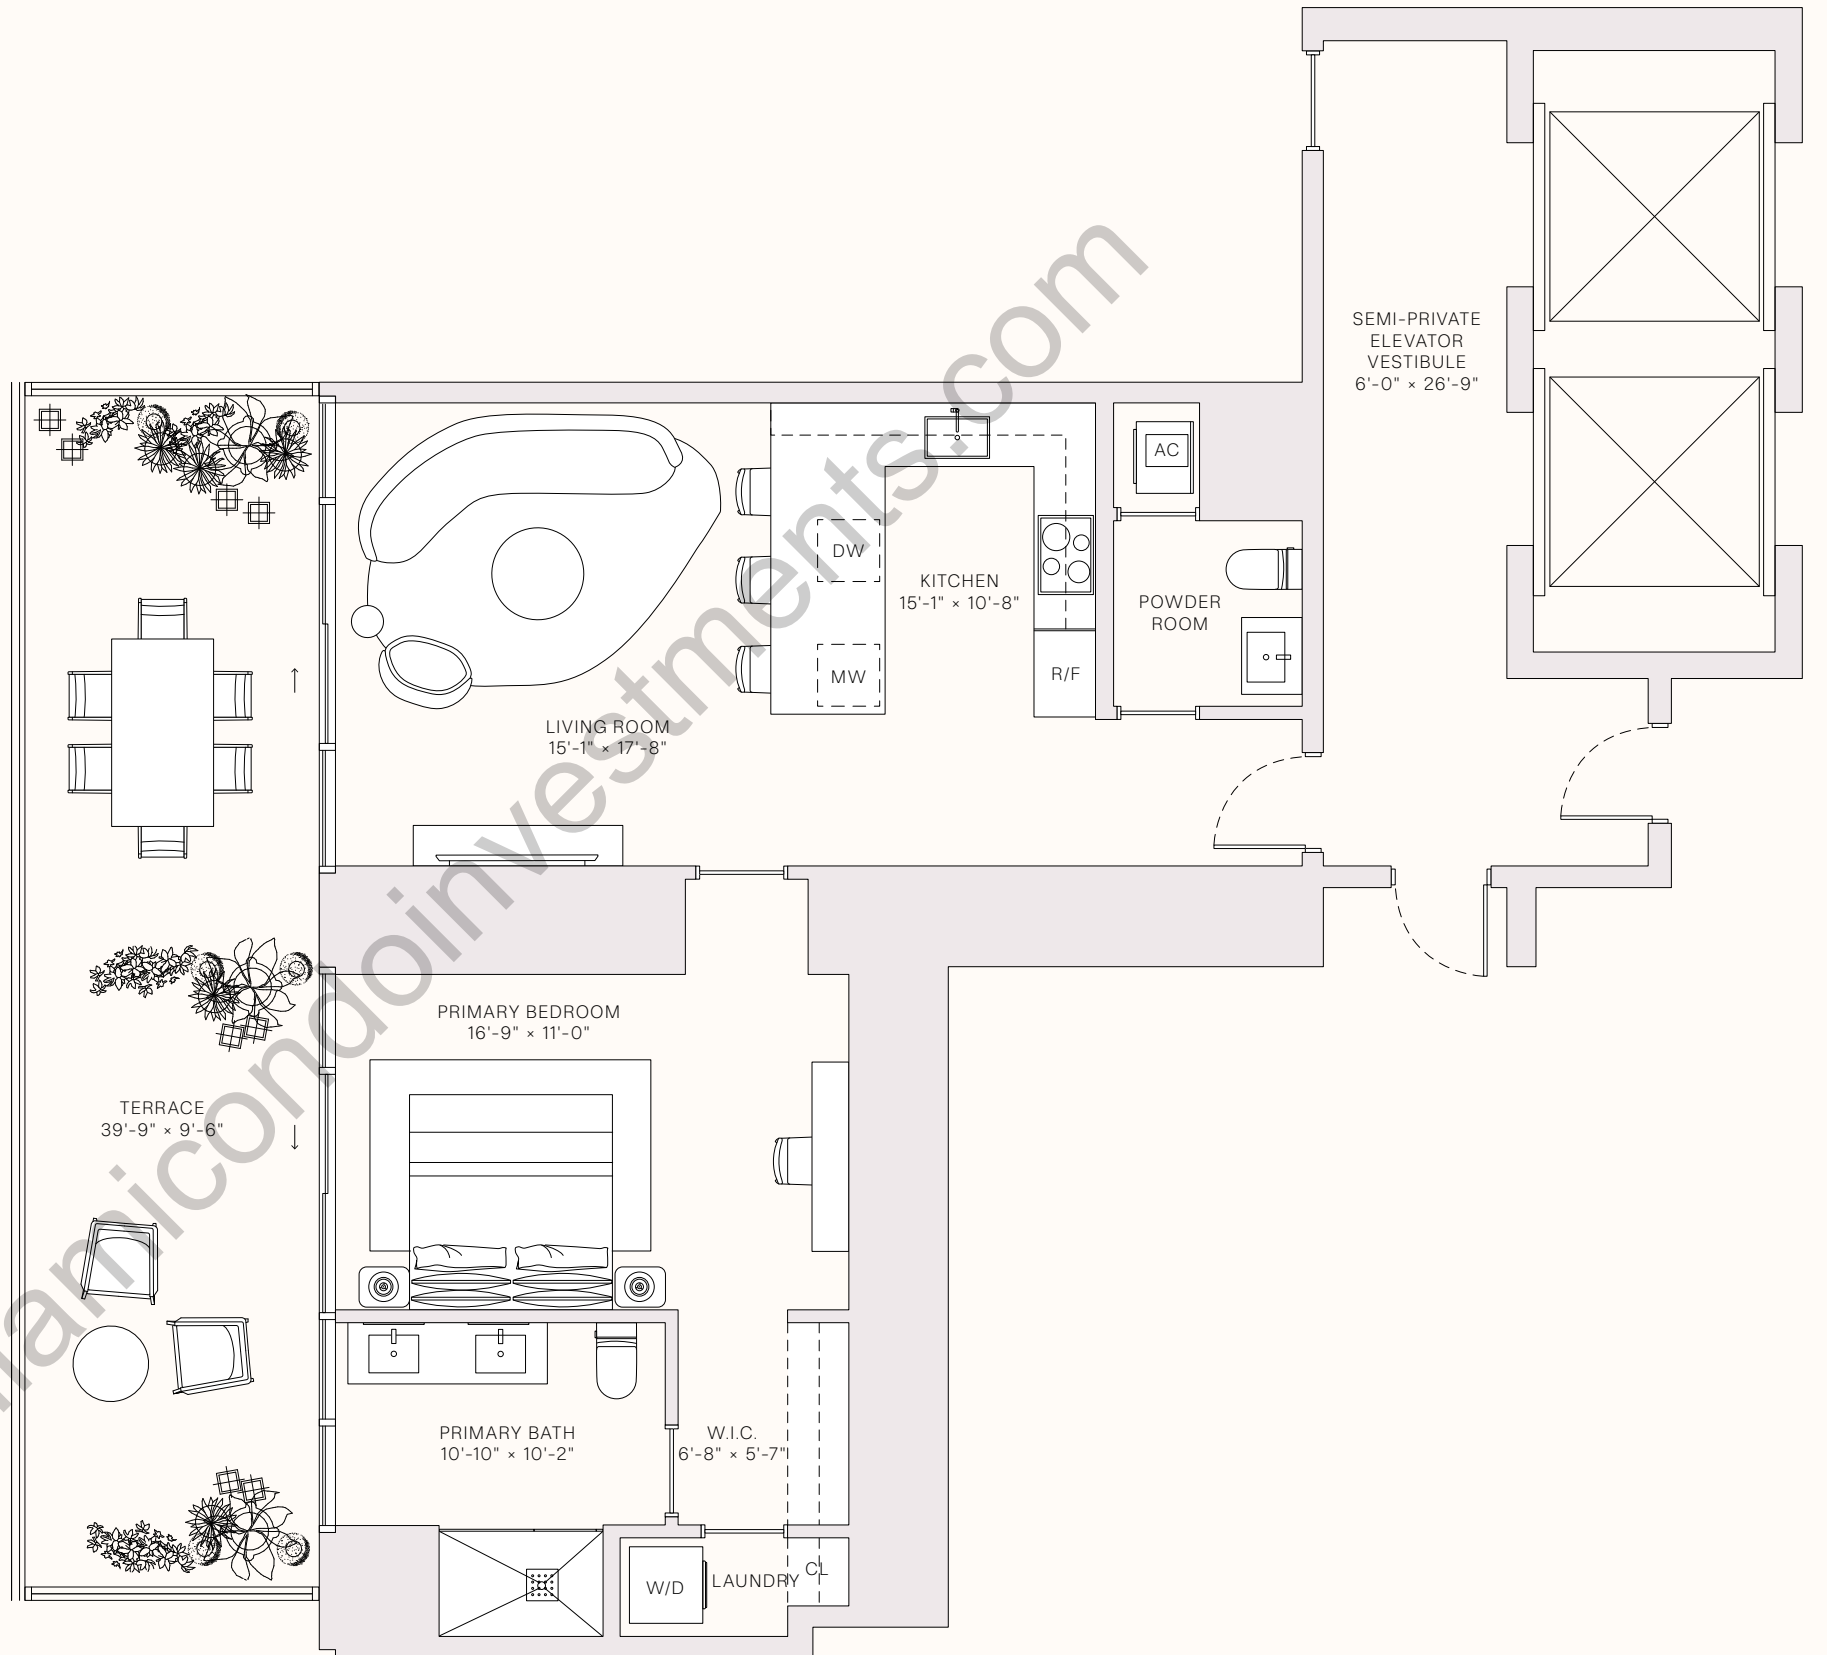 SEMI-PRIVATE
ELEVATOR
VESTIBULE
6'-0" × 26'-9"
AC
DW
KITCHEN
15'-1" × 10'-8"
POWDER
ROOM
MW
R/F
LIVING ROOM
15'-1" × 17'-8"
PRIMARY BEDROOM
16'-9" × 11'-0"
TERRACE
39'-9" × 9'-6"
PRIMARY BATH
10'-10" × 10'-2"
W.I.C.
6'-8" × 5'-7"
W/D
LAUNDRY
CL
amicondoinvestments.com